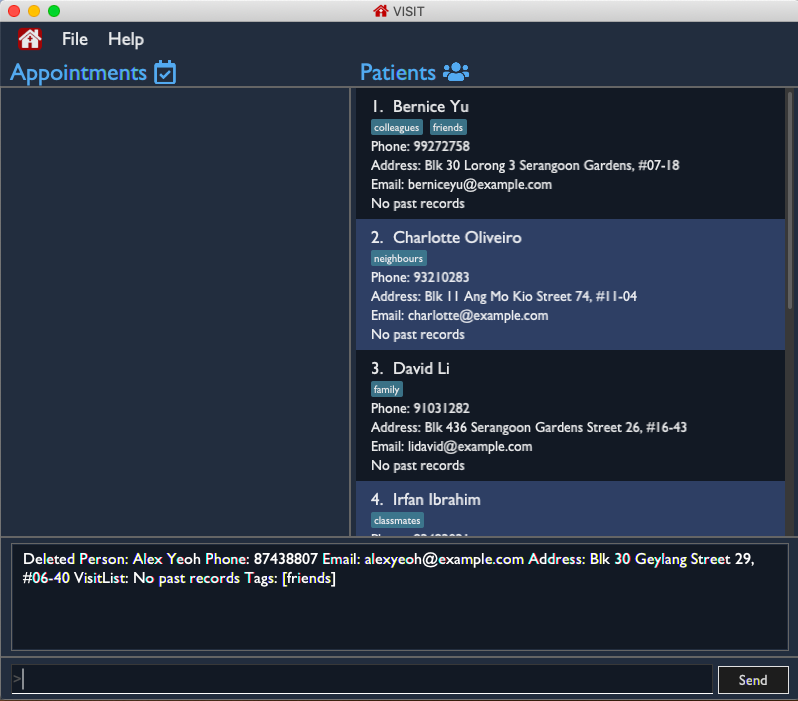 VISIT
File Help
Appointments
Patients
1. Bernice Yu
colleagues friends
Phone: 99272758
Address: Blk 30 Lorong 3 Serangoon Gardens, #07-18
Email: berniceyu@example.com
No past records
2. Charlotte Oliveiro
neighbours
Phone: 93210283
Address: Blk 11 Ang Mo Kio Street 74, #11-04
Email: charlotte@example.com
No past records
3. David Li
family
Phone: 91031282
Address: Blk 436 Serangoon Gardens Street 26, #16-43
Email: lidavid@example.com
No past records
4. Irfan Ibrahim
classmates
Deleted Person: Alex Yeoh Phone: 87438807 Email: alexyeoh@example.com Address: Blk 30 Geylang Street 29,
#06-40 VisitList: No past records Tags: [friends]
>
Send